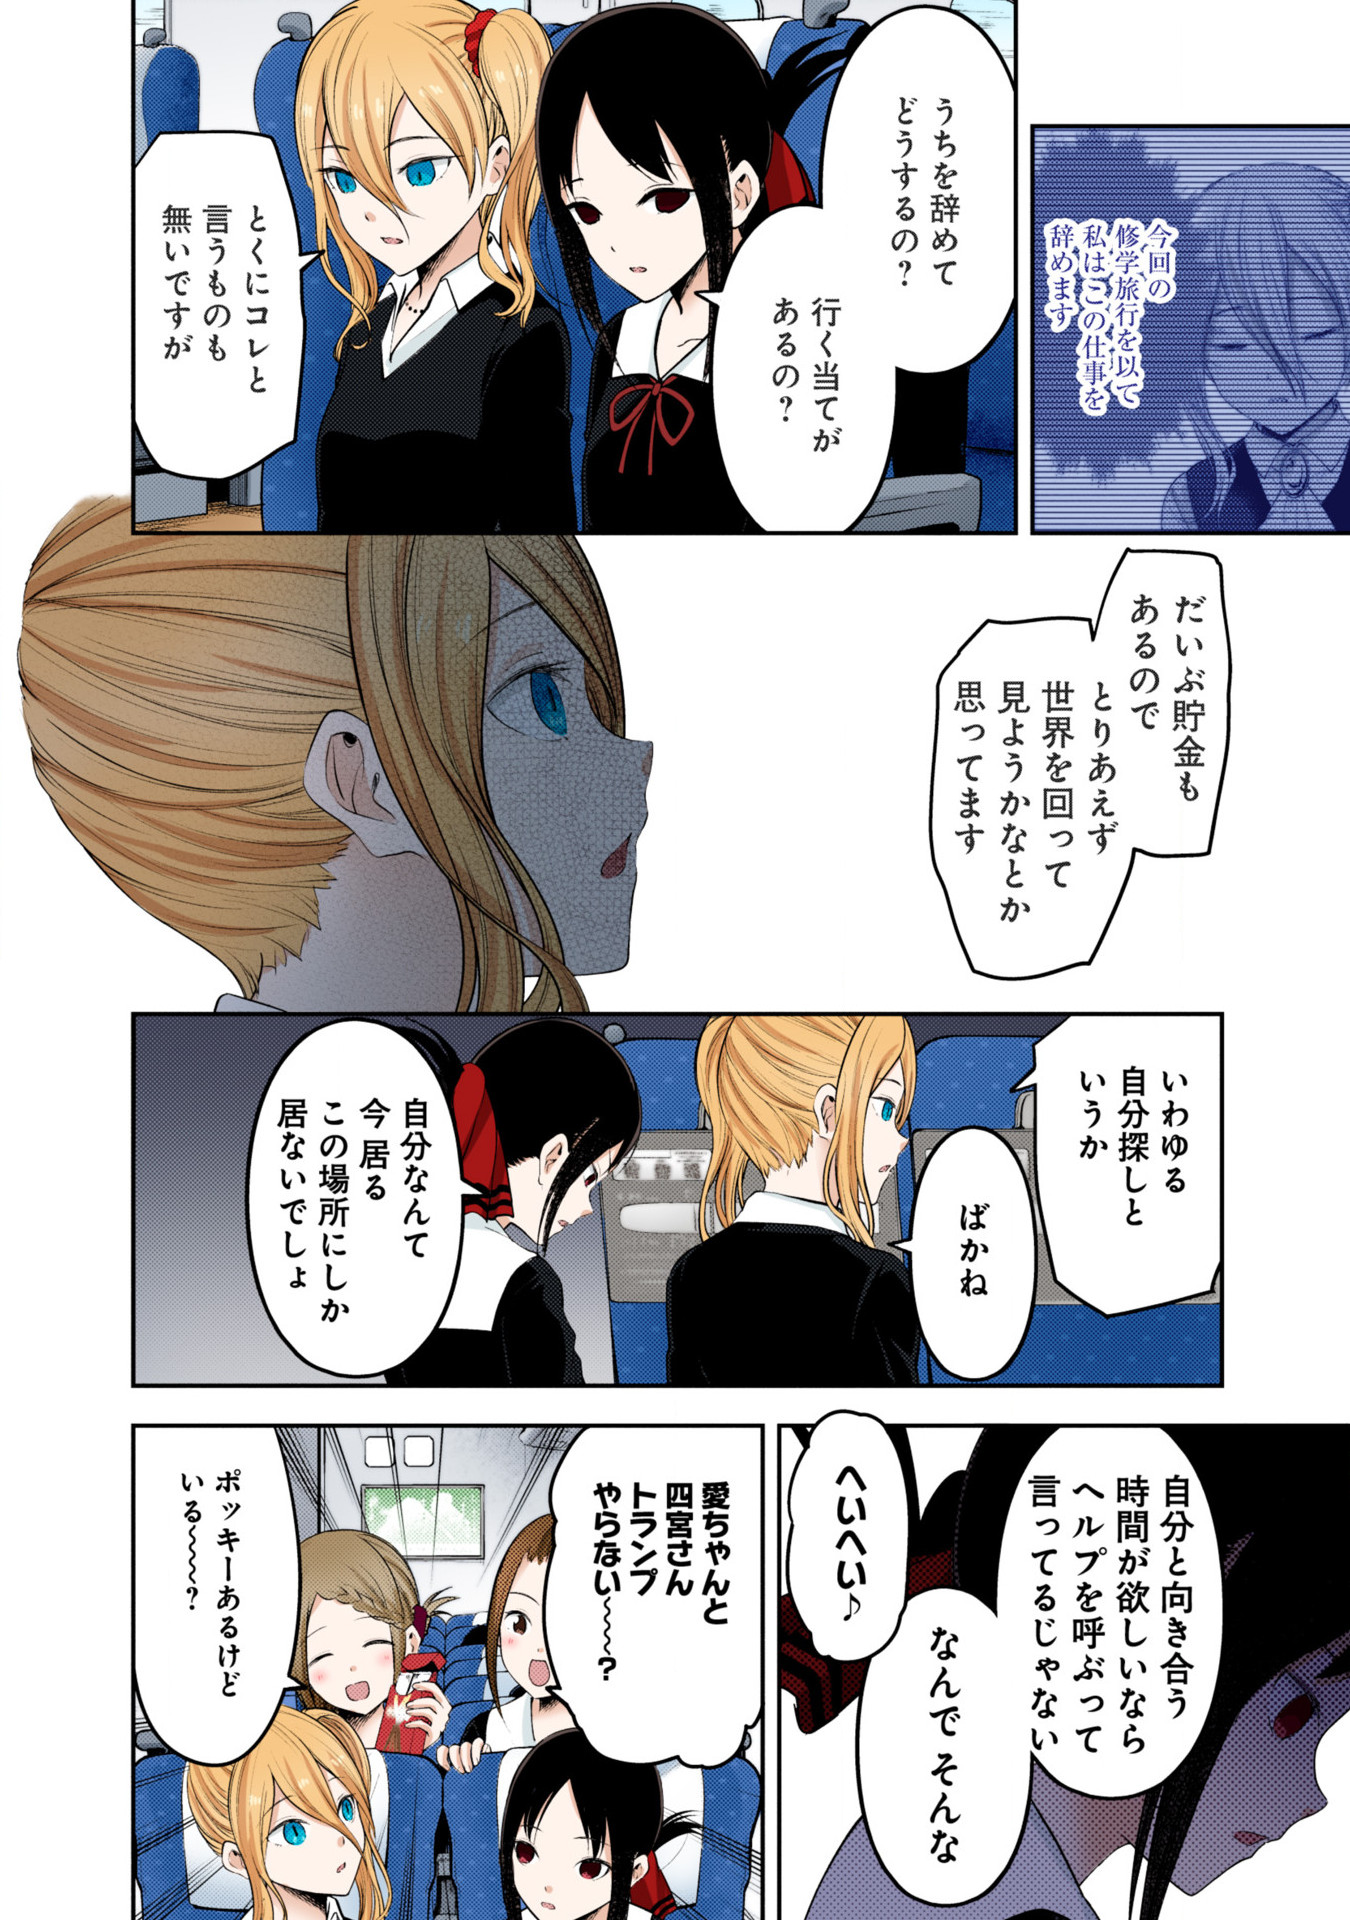 今回の
修学旅行を以て
私はこの仕事を
辞めます
うちを辞めて
どうするの?
行く当てが
あるの?
とくにコレと
言うものも
無いですが
だいぶ貯金も
あるので
とりあえず
世界を回って
見ようかなとか
思ってます
いわゆる
自分探しと
いうか
ばかね
自分なんて
今居る
この場所にしか
居ないでしょ
自分と向き合う
時間が欲しいなら
ヘルプを呼ぶって
言ってるじゃない
なんでそんな
へいへい♪
愛ちゃんと
四宮さん
トランプ
やらない〜〜〜?
ポッキーあるけど
いる〜〜〜?